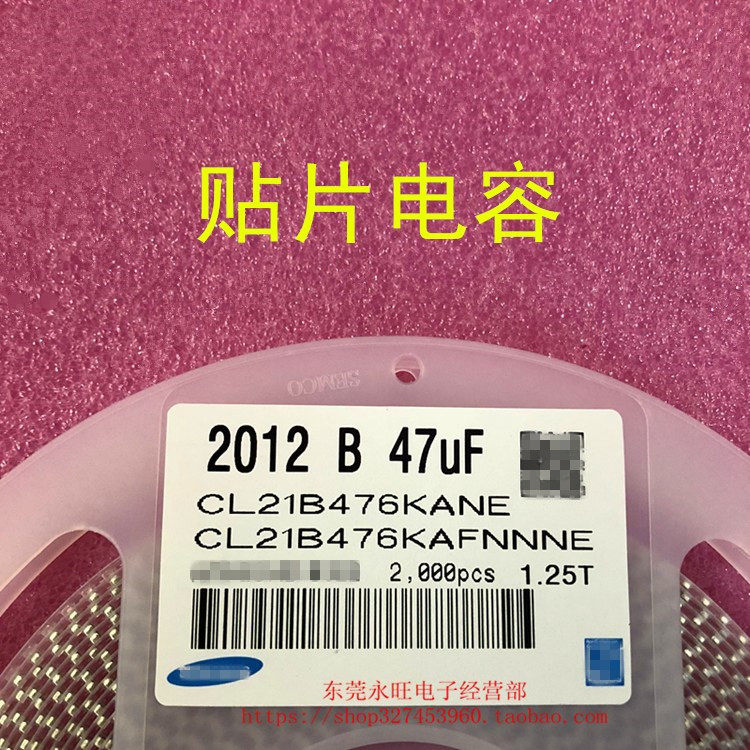 贴片电容
SEMCO
2012 B 47uF
CL21B476KANE
CL21B476KAFNNNE
2,000pcs 1.25T
东莞永旺电子经营部
https://shop327453960.taobao.com